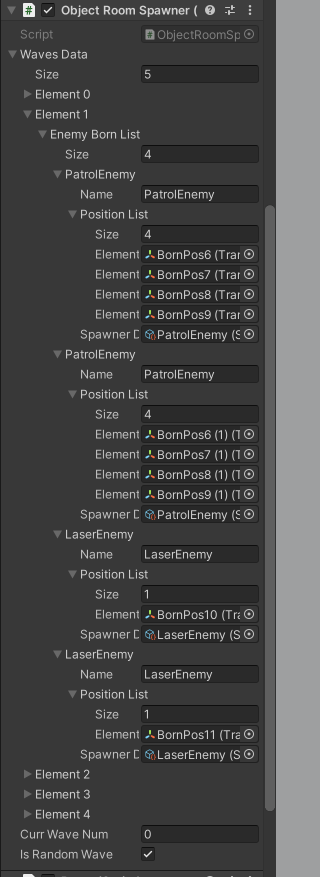 Object Room Spawner (
Script ObjectRoomSp
Waves Data
Size 5
Element 0
Element 1
Enemy Born List
Size 4
PatrolEnemy
Name PatrolEnemy
Position List
Size 4
Element BornPos6 (Trar
Element BornPos7 (Trar
Element BornPos8 (Trar
Element BornPos9 (Trar
Spawner D PatrolEnemy (S
PatrolEnemy
Name PatrolEnemy
Position List
Size 4
Element BornPos6 (1) (T
Element BornPos7 (1) (T
Element BornPos8 (1) (T
Element BornPos9 (1) (T
Spawner D PatrolEnemy (S
LaserEnemy
Name LaserEnemy
Position List
Size 1
Element BornPos10 (Tra
Spawner D LaserEnemy (S
LaserEnemy
Name LaserEnemy
Position List
Size 1
Element BornPos11 (Tra
Spawner D LaserEnemy (S
Element 2
Element 3
Element 4
Curr Wave Num 0
Is Random Wave